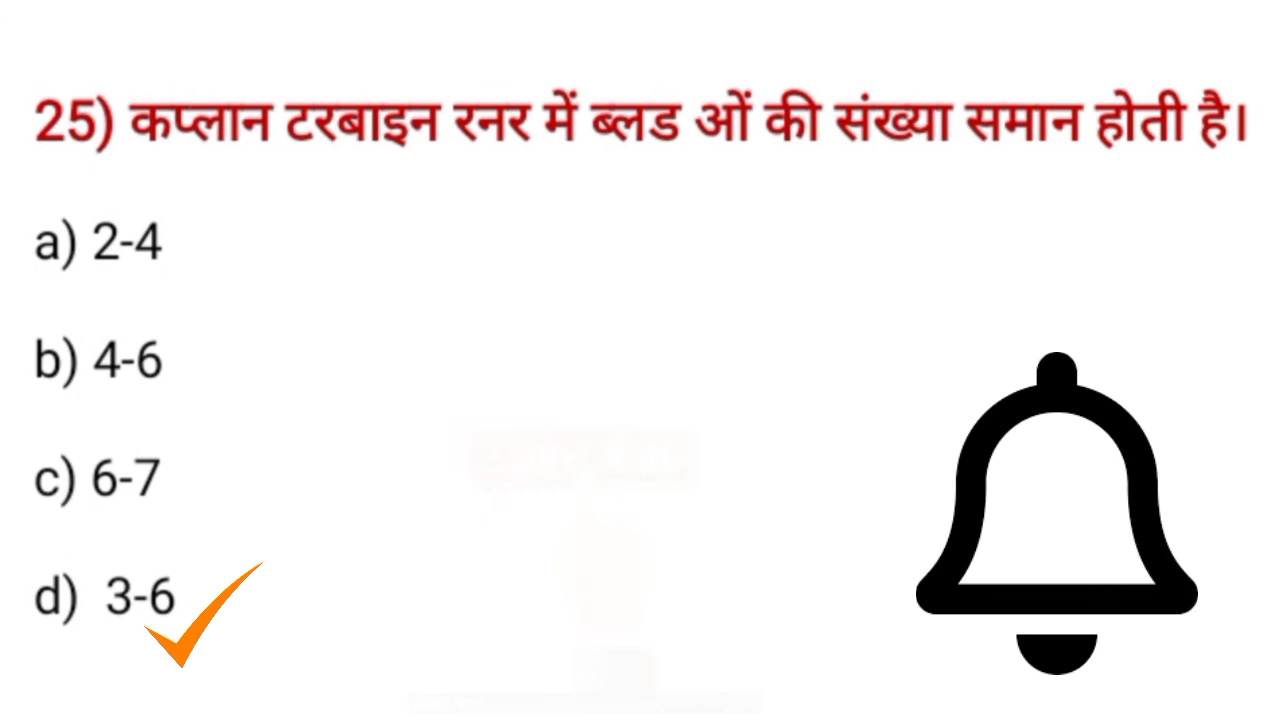 25) कप्लान टरबाइन रनर में ब्लड ओं की संख्या समान होती है।
a) 2-4
b) 4-6
c) 6-7
d) 3-6